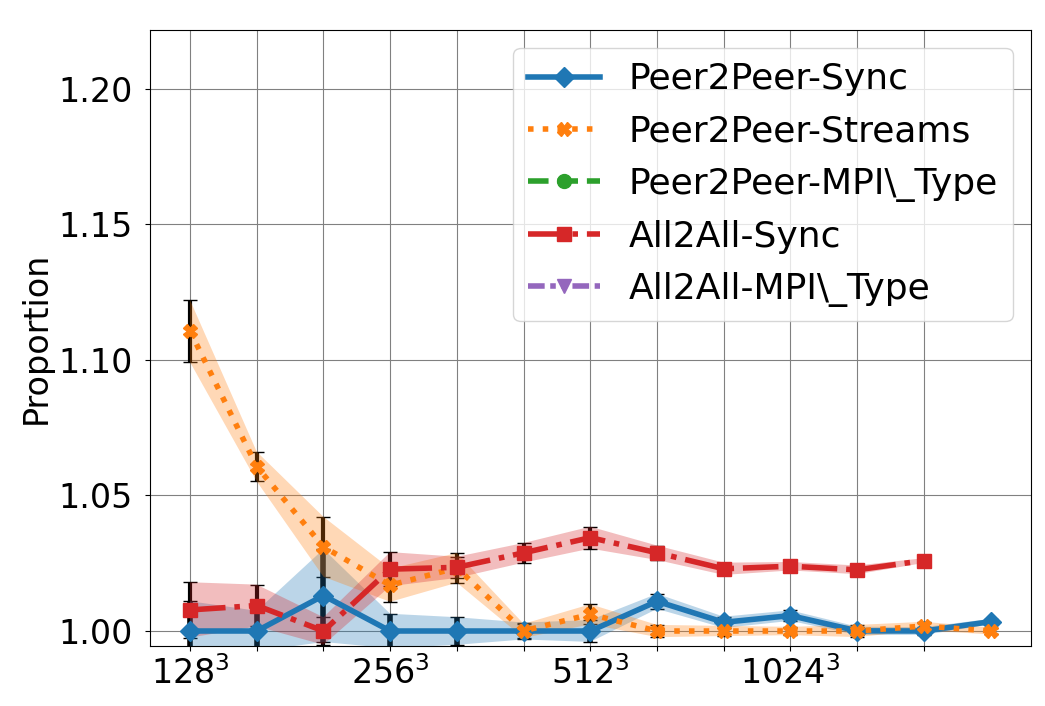 Proportion
1.20
1.15
1.10
1.05
1.00
128³
256³
512³
1024³
Peer2Peer-Sync
Peer2Peer-Streams
Peer2Peer-MPI\_Type
All2All-Sync
All2All-MPI\_Type